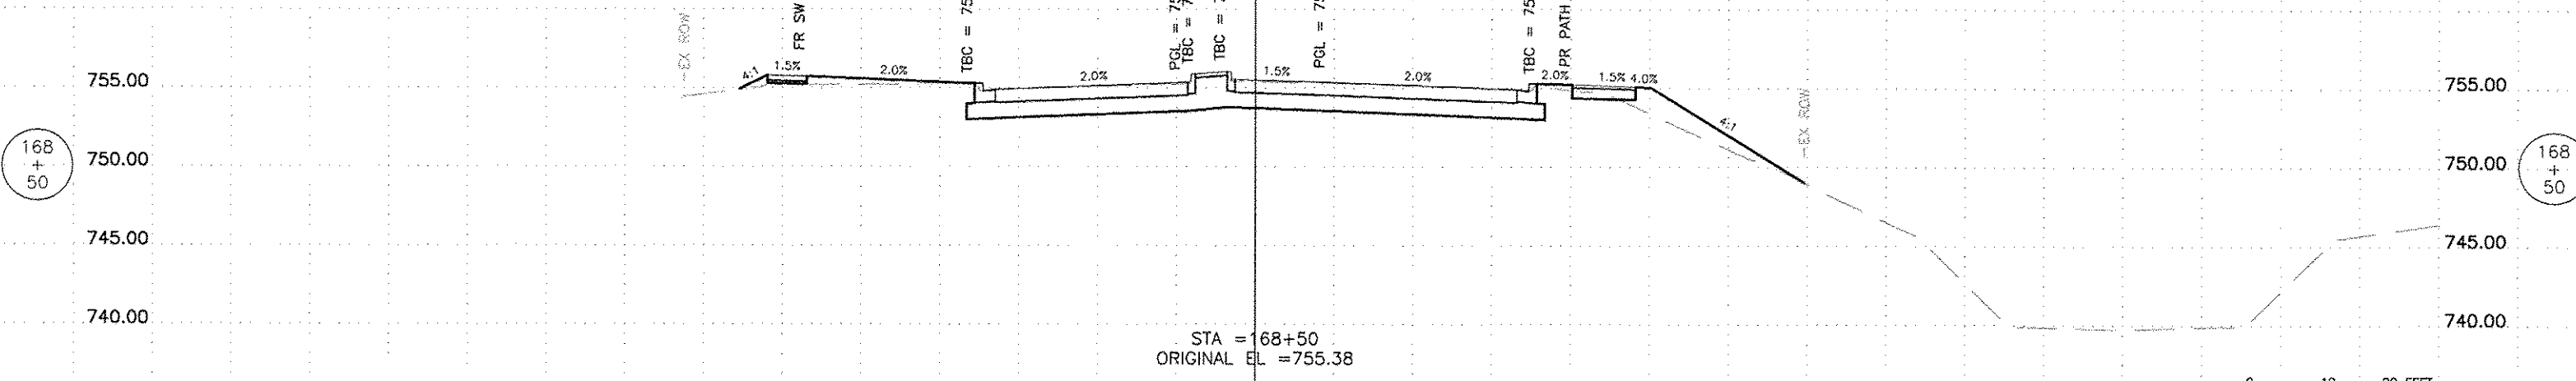 EX ROW
FR SW
TBC = 75
PGL = 75
TBC = 7
TBC =
PGL = 75
TBC = 75
PR PATH
755.00
4:1
1.5%
2.0%
2.0%
1.5%
2.0%
2.0%
1.5% 4.0%
755.00
4:1
EX ROW
168
+
50
750.00
750.00
168
+
50
745.00
745.00
740.00
740.00
STA =168+50
ORIGINAL EL =755.38